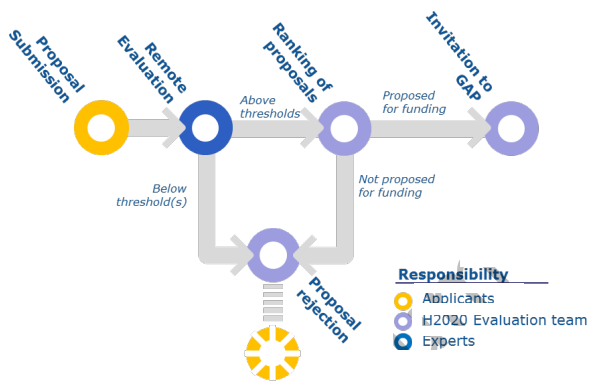 Proposal
Submission
Remote
Evaluation
Ranking of
proposals
Invitation to
GAP
Above
thresholds
Proposed
for funding
Below
threshold(s)
Not proposed
for funding
Proposal
rejection
Responsibility
Applicants
H2020 Evaluation team
Experts